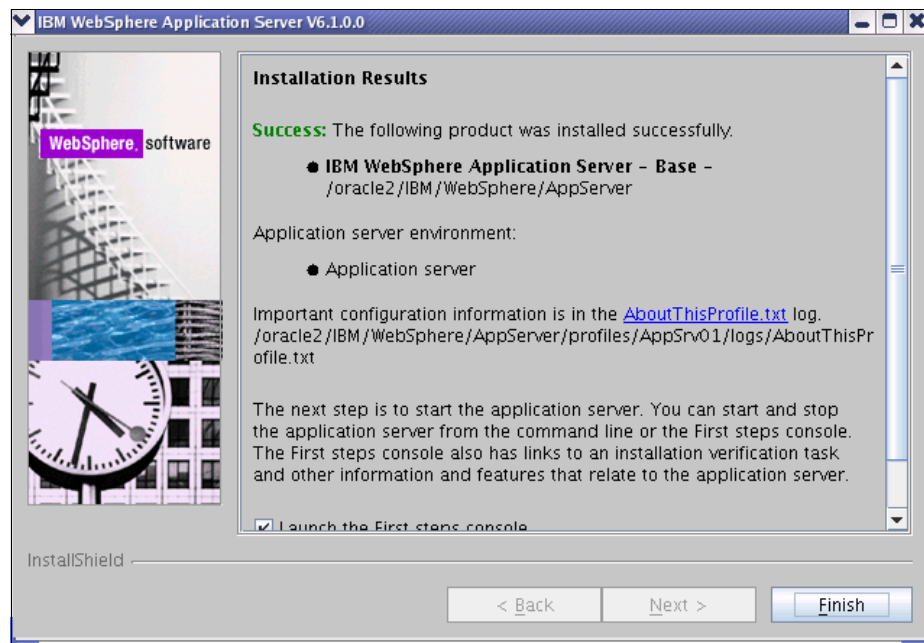 IBM WebSphere Application Server V6.1.0.0
WebSphere. software
Installation Results
Success: The following product was installed successfully.
IBM WebSphere Application Server – Base –
/oracle2/IBM/WebSphere/AppServer
Application server environment:
Application server
Important configuration information is in the AboutThisProfile.txt log.
/oracle2/IBM/WebSphere/AppServer/profiles/AppSrv01/logs/AboutThisPr
ofile.txt
The next step is to start the application server. You can start and stop
the application server from the command line or the First steps console.
The First steps console also has links to an installation verification task
and other information and features that relate to the application server.
Launch the First steps console
InstallShield
< Back
Next >
Finish